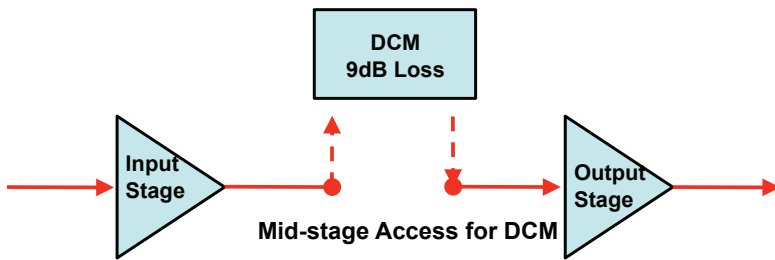 DCM
9dB Loss
Input
Stage
Output
Stage
Mid-stage Access for DCM